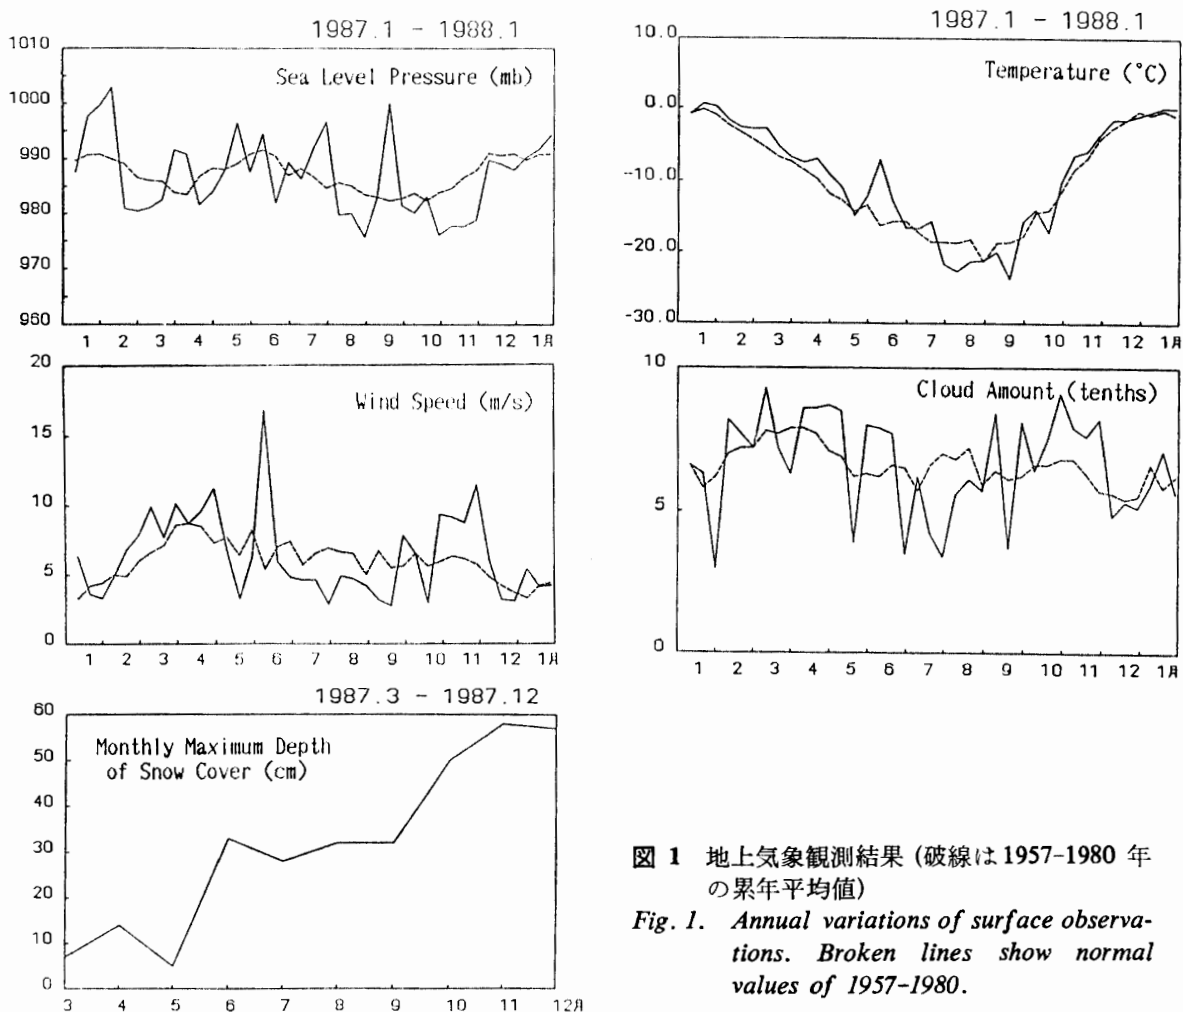 1987.1 - 1988.1
1010
1000
990
980
970
960
Sea Level Pressure (mb)
1 2 3 4 5 6 7 8 9 10 11 12 1月
1987.1 - 1988.1
10.0
0.0
-10.0
-20.0
-30.0
Temperature (°C)
1 2 3 4 5 6 7 8 9 10 11 12 1月
20
15
10
5
0
Wind Speed (m/s)
1 2 3 4 5 6 7 8 9 10 11 12 1月
10
5
0
Cloud Amount (tenths)
1 2 3 4 5 6 7 8 9 10 11 12 1月
1987.3 - 1987.12
60
50
40
30
20
10
0
Monthly Maximum Depth
of Snow Cover (cm)
3 4 5 6 7 8 9 10 11 12月
図 1 地上気象観測結果 (破線は 1957-1980 年
の累年平均値)
Fig. 1. Annual variations of surface observa-
tions. Broken lines show normal
values of 1957-1980.